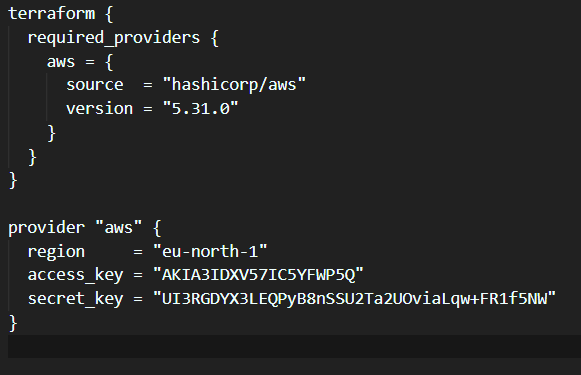 terraform {
  required_providers {
    aws = {
      source  = "hashicorp/aws"
      version = "5.31.0"
    }
  }
}
provider "aws" {
  region     = "eu-north-1"
  access_key = "AKIA3IDXV57IC5YFWP5Q"
  secret_key = "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"
}